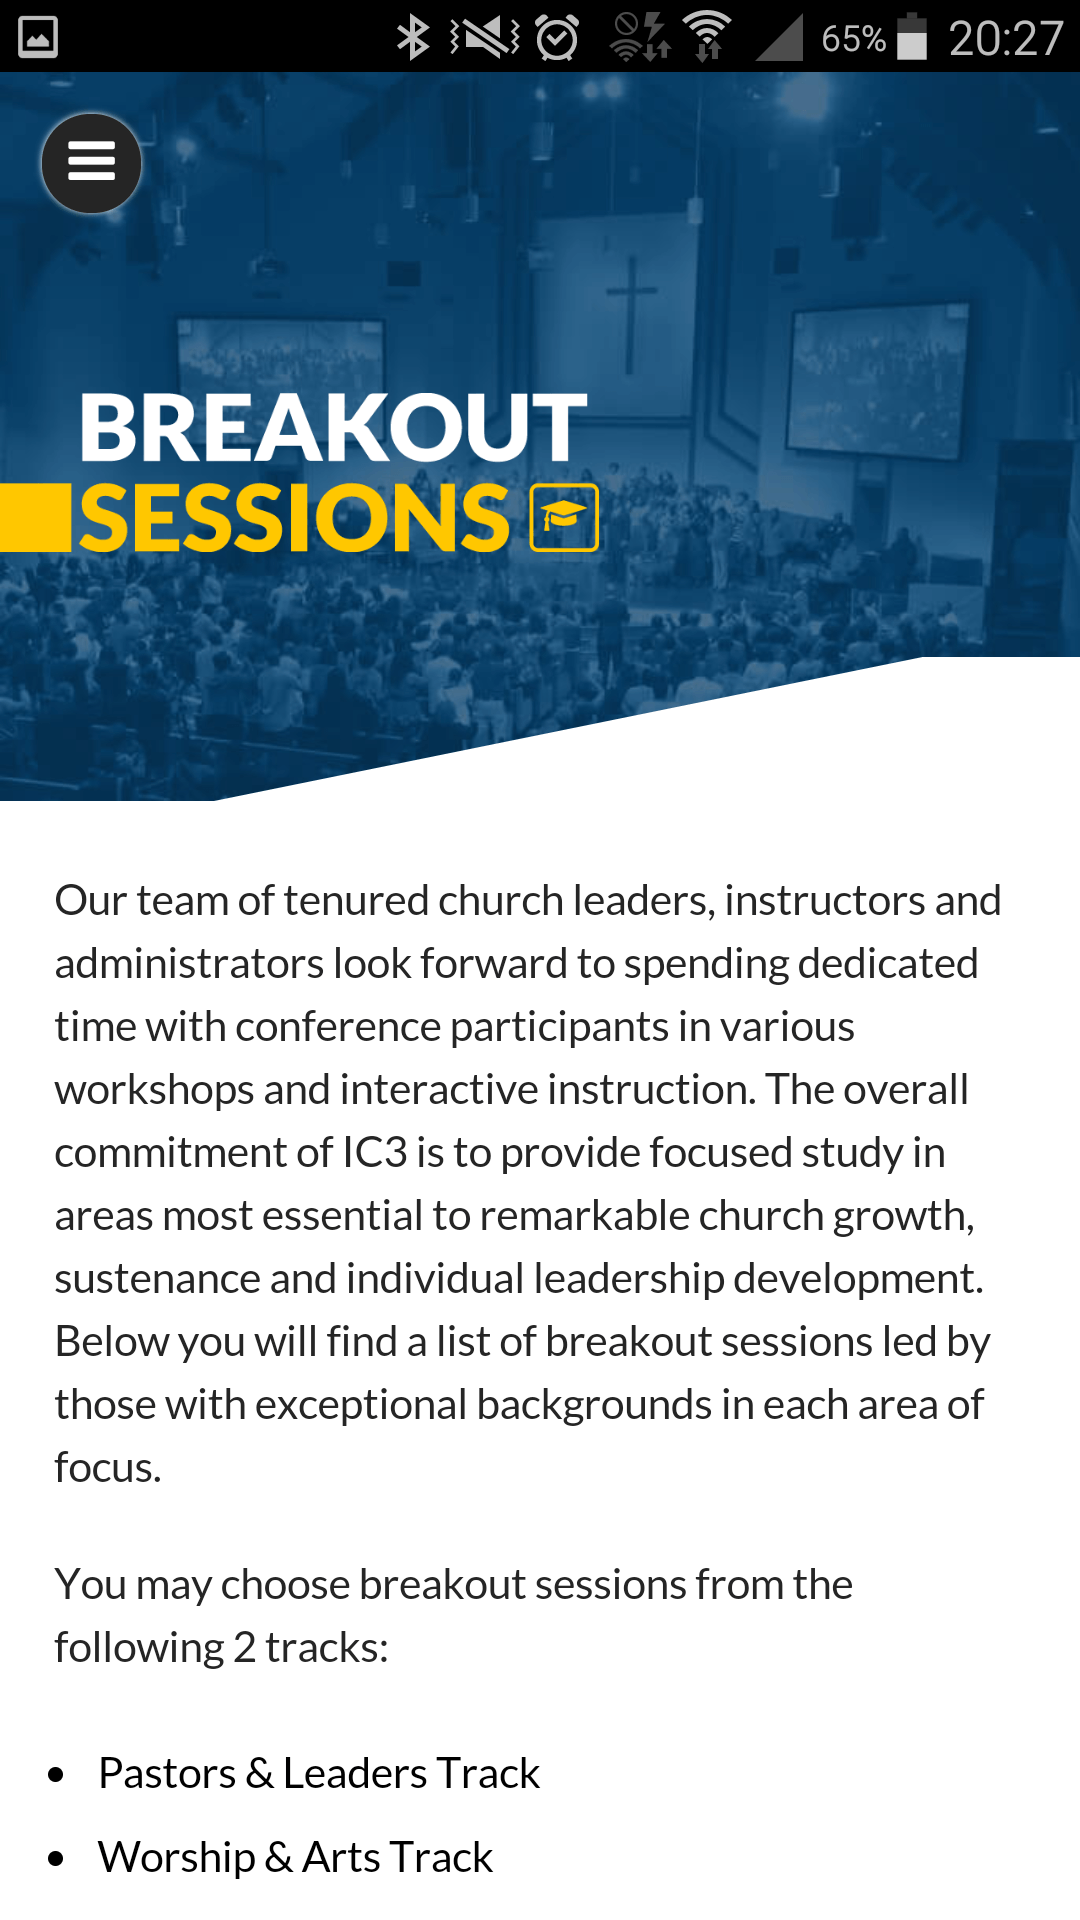 65% 20:27
BREAKOUT
SESSIONS
Our team of tenured church leaders, instructors and
administrators look forward to spending dedicated
time with conference participants in various
workshops and interactive instruction. The overall
commitment of IC3 is to provide focused study in
areas most essential to remarkable church growth,
sustenance and individual leadership development.
Below you will find a list of breakout sessions led by
those with exceptional backgrounds in each area of
focus.
You may choose breakout sessions from the
following 2 tracks:
• Pastors & Leaders Track
• Worship & Arts Track